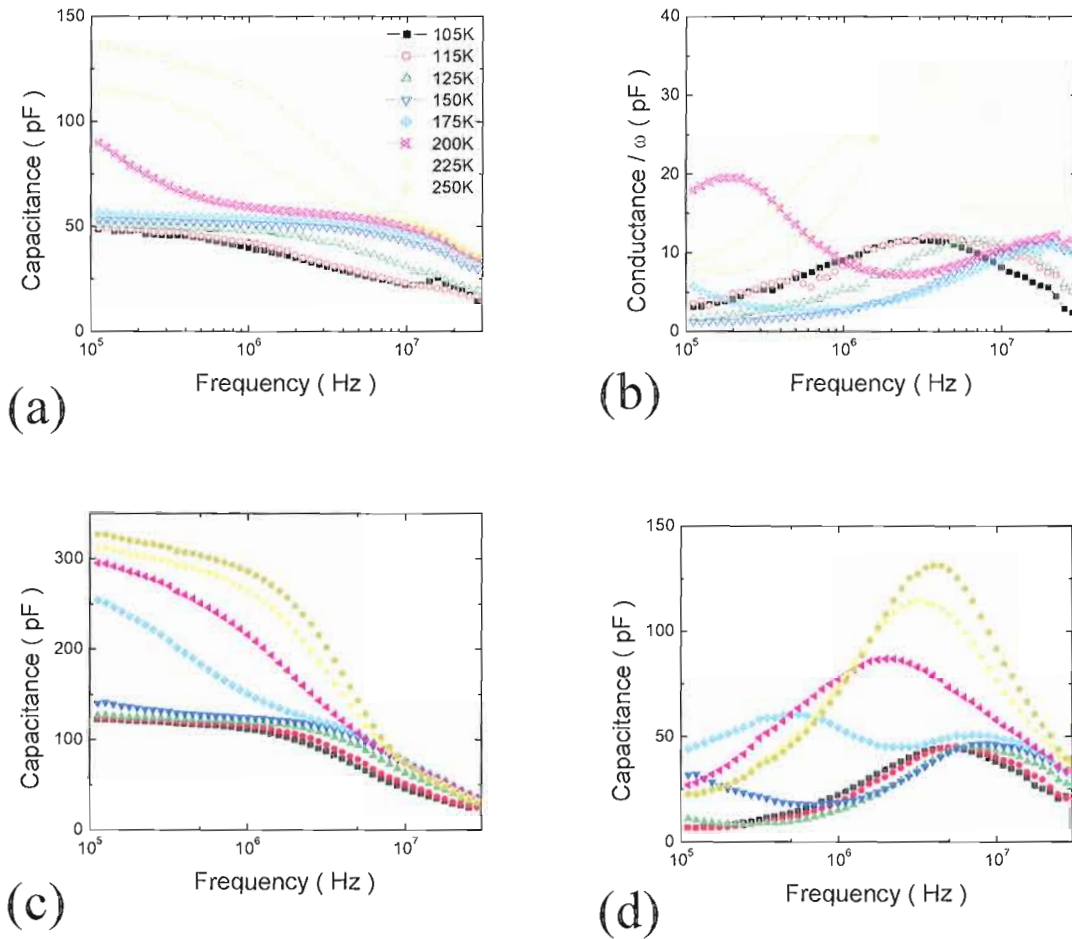 150
100
50
0
Capacitance ( pF )
105K
115K
125K
150K
175K
200K
225K
250K
10^5
10^6
10^7
Frequency ( Hz )
(a)
40
30
20
10
0
Conductance / ω ( pF )
10^5
10^6
10^7
Frequency ( Hz )
(b)
300
200
100
0
Capacitance ( pF )
10^5
10^6
10^7
Frequency ( Hz )
(c)
150
100
50
0
Capacitance ( pF )
10^5
10^6
10^7
Frequency ( Hz )
(d)